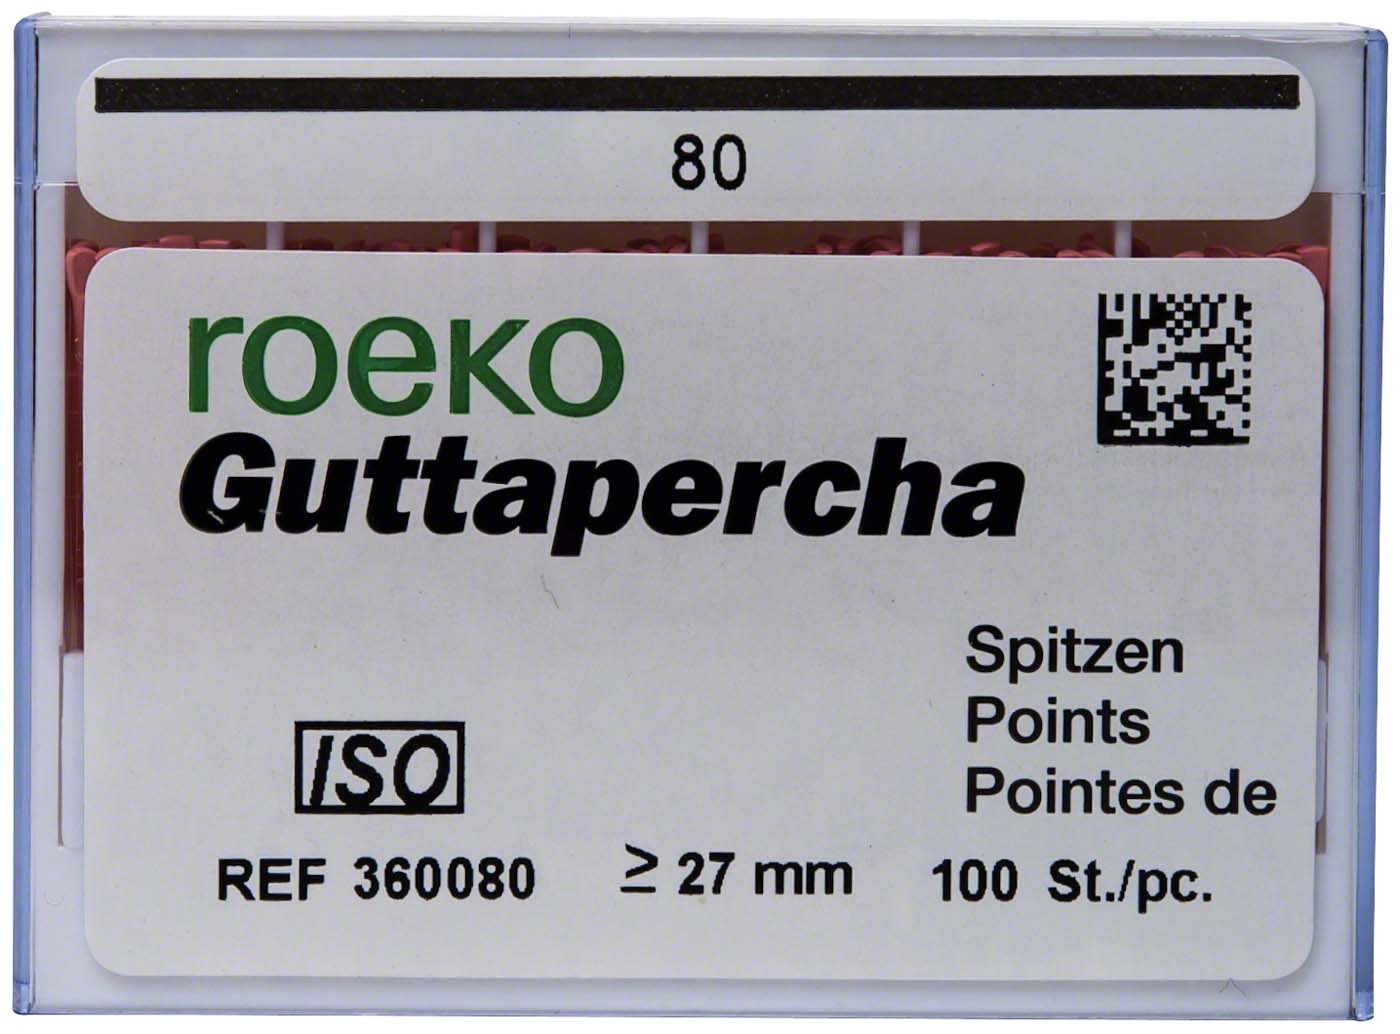 80
roeko
Guttapercha
Spitzen
Points
Pointes de
ISO
REF 360080 ≥ 27 mm 100 St./pc.